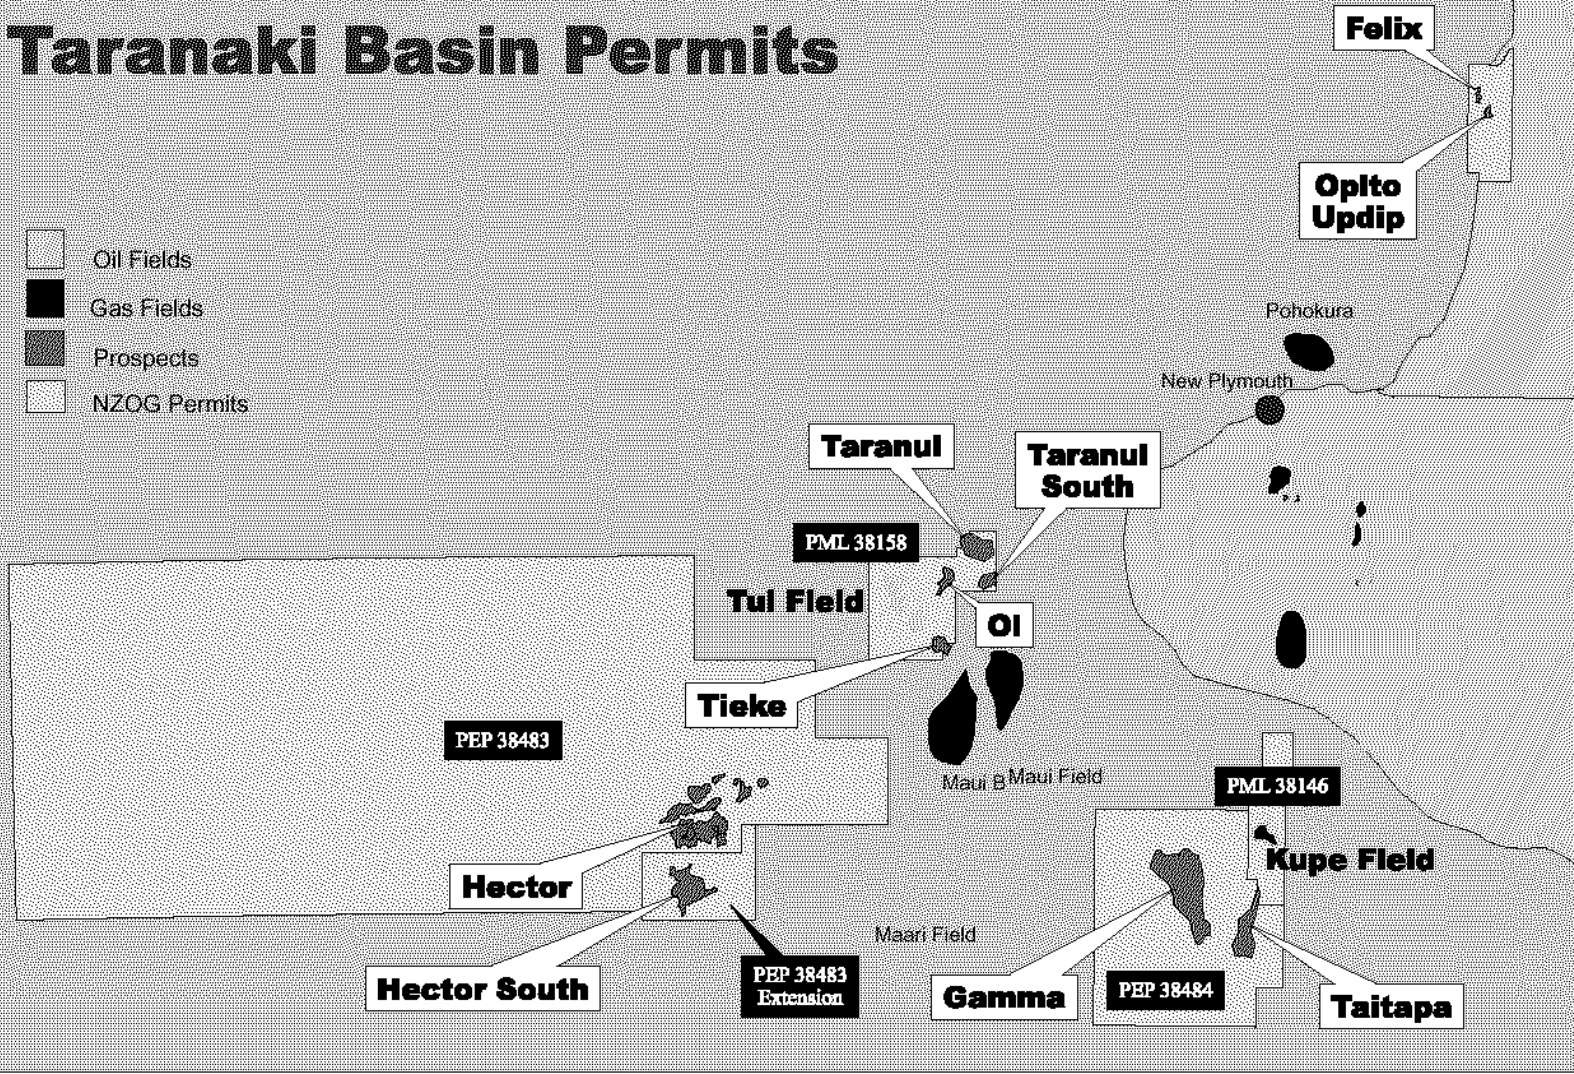 Taranaki Basin Permits
Felix
Opito
Updip
Oil Fields
Gas Fields
Prospects
NZOG Permits
Pohokura
New Plymouth
Taranui
Taranui
South
PML 38158
Tui Field
Oi
Tieke
PEP 38483
Maui B
Maui Field
PML 38146
Kupe Field
Hector
Maari Field
Hector South
PEP 38483
Extension
Gamma
PEP 38484
Taitapa